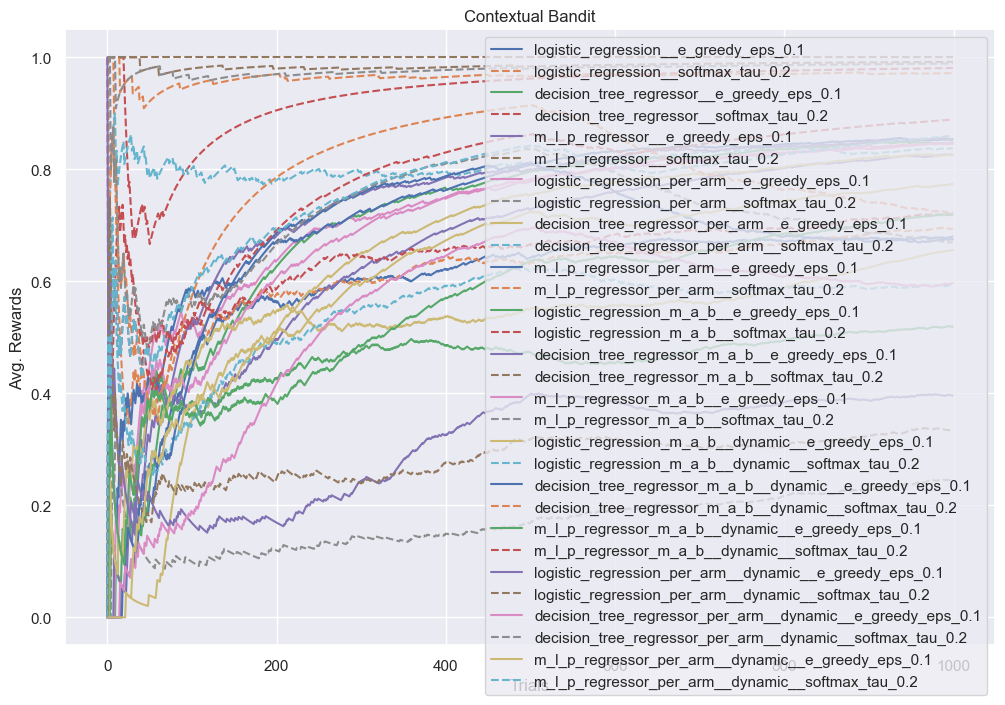 Contextual Bandit
1.0
0.8
0.6
0.4
0.2
0.0
Avg. Rewards
logistic_regression__e_greedy_eps_0.1
logistic_regression__softmax_tau_0.2
decision_tree_regressor__e_greedy_eps_0.1
decision_tree_regressor__softmax_tau_0.2
m_l_p_regressor__e_greedy_eps_0.1
m_l_p_regressor__softmax_tau_0.2
logistic_regression_per_arm__e_greedy_eps_0.1
logistic_regression_per_arm__softmax_tau_0.2
decision_tree_regressor_per_arm__e_greedy_eps_0.1
decision_tree_regressor_per_arm__softmax_tau_0.2
m_l_p_regressor_per_arm__e_greedy_eps_0.1
m_l_p_regressor_per_arm__softmax_tau_0.2
logistic_regression_m_a_b__e_greedy_eps_0.1
logistic_regression_m_a_b__softmax_tau_0.2
decision_tree_regressor_m_a_b__e_greedy_eps_0.1
decision_tree_regressor_m_a_b__softmax_tau_0.2
m_l_p_regressor_m_a_b__e_greedy_eps_0.1
m_l_p_regressor_m_a_b__softmax_tau_0.2
logistic_regression_m_a_b__dynamic__e_greedy_eps_0.1
logistic_regression_m_a_b__dynamic__softmax_tau_0.2
decision_tree_regressor_m_a_b__dynamic__e_greedy_eps_0.1
decision_tree_regressor_m_a_b__dynamic__softmax_tau_0.2
m_l_p_regressor_m_a_b__dynamic__e_greedy_eps_0.1
m_l_p_regressor_m_a_b__dynamic__softmax_tau_0.2
logistic_regression_per_arm__dynamic__e_greedy_eps_0.1
logistic_regression_per_arm__dynamic__softmax_tau_0.2
decision_tree_regressor_per_arm__dynamic__e_greedy_eps_0.1
decision_tree_regressor_per_arm__dynamic__softmax_tau_0.2
m_l_p_regressor_per_arm__dynamic__e_greedy_eps_0.1
m_l_p_regressor_per_arm__dynamic__softmax_tau_0.2
0 200 400 600 800 1000
Trials